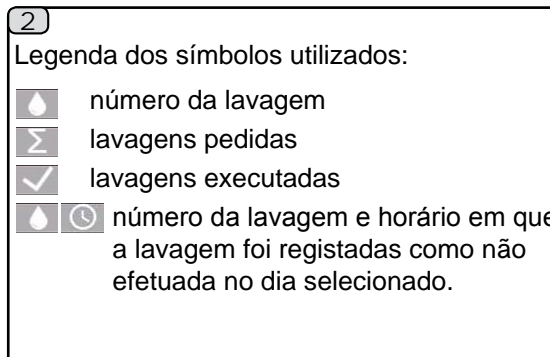 2
Legenda dos símbolos utilizados:
número da lavagem
Σ lavagens pedidas
lavagens executadas
número da lavagem e horário em que
a lavagem foi registadas como não
efetuada no dia selecionado.